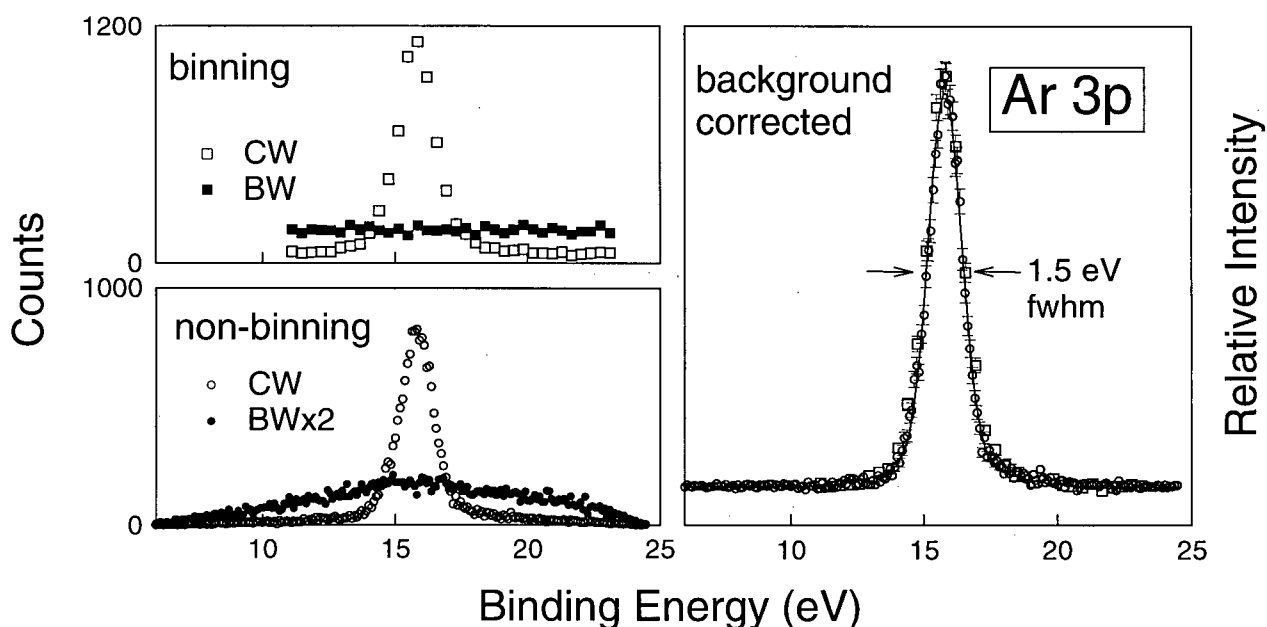 Counts
1200
binning
CW
BW
0
1000
non-binning
CW
BWx2
0
10
15
20
25
background
corrected
Ar 3p
1.5 eV
fwhm
10
15
20
25
Relative Intensity
Binding Energy (eV)